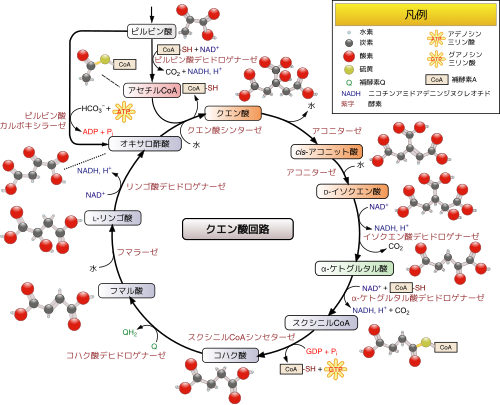 凡例
水素
炭素
酸素
硫黄
補酵素Q
ATP
アデノシン
三リン酸
GTP
グアノシン
三リン酸
CoA
補酵素A
NADH ニコチンアミドアデニンジヌクレオチド
紫字 酵素
ピルビン酸
CoA-SH + NAD⁺
ピルビン酸デヒドロゲナーゼ
CO₂ + NADH, H⁺
CoA
アセチルCoA
CoA-SH
HCO₃⁻ + ATP
ピルビン酸
カルボキシラーゼ
ADP + Pᵢ
オキサロ酢酸
クエン酸シンターゼ
クエン酸
水
アコニターゼ
cis-アコニット酸
水
アコニターゼ
D-イソクエン酸
NAD⁺
NADH, H⁺
イソクエン酸デヒドロゲナーゼ
CO₂
α-ケトグルタル酸
NAD⁺ + CoA-SH
α-ケトグルタル酸デヒドロゲナーゼ
NADH, H⁺ + CO₂
スクシニルCoA
CoA
GDP + Pᵢ
スクシニルCoAシンセターゼ
CoA-SH + GTP
コハク酸
QH₂
Q
コハク酸デヒドロゲナーゼ
フマル酸
水
フマラーゼ
L-リンゴ酸
NADH, H⁺
NAD⁺
リンゴ酸デヒドロゲナーゼ
クエン酸回路